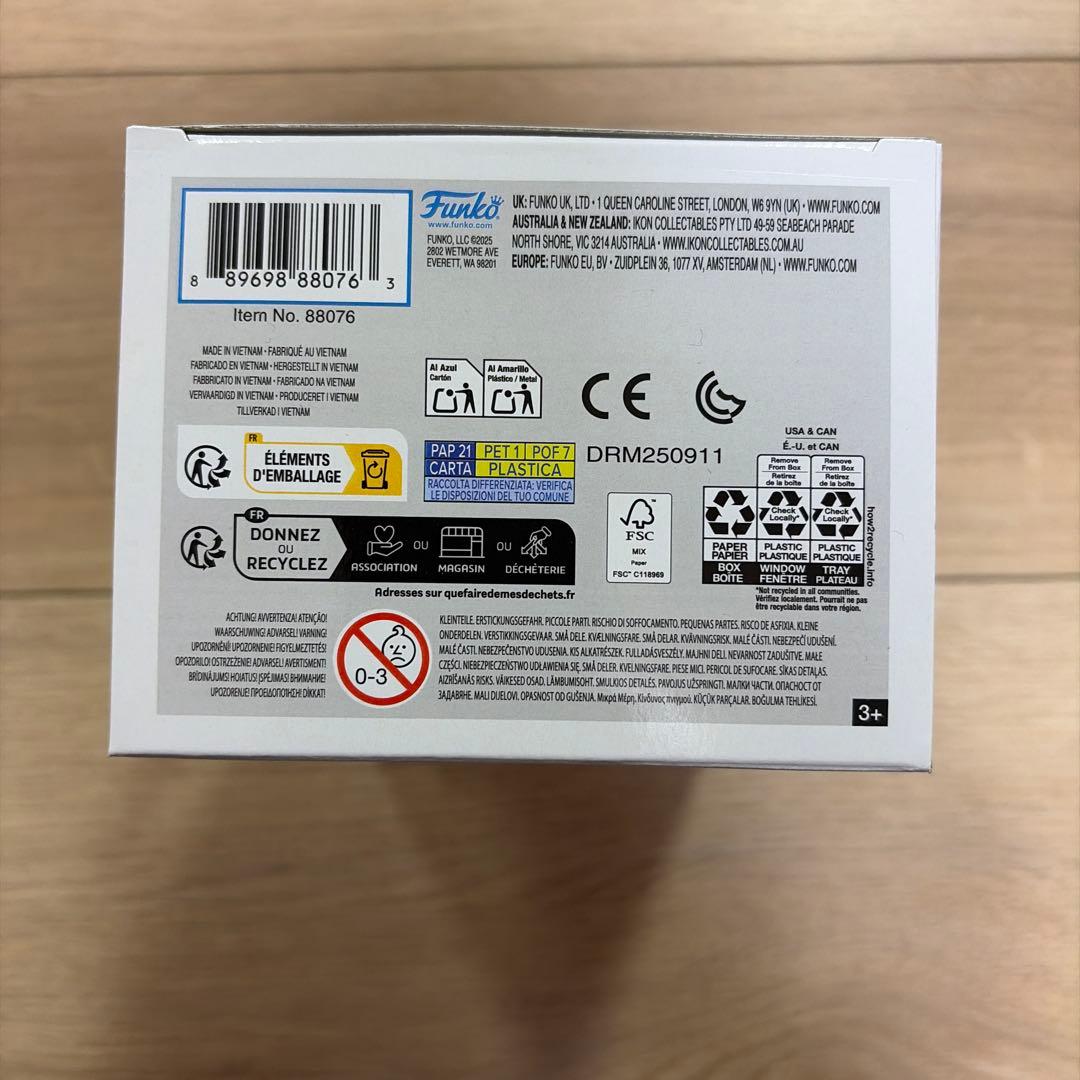 8 89698 88076 3
Item No. 88076
Funko
www.funko.com
FUNKO, LLC ©2025
2802 WETMORE AVE
EVERETT, WA 98201
UK: FUNKO UK, LTD • 1 QUEEN CAROLINE STREET, LONDON, W6 9YN (UK) • WWW.FUNKO.COM
AUSTRALIA & NEW ZEALAND: IKON COLLECTABLES PTY LTD 49-59 SEABEACH PARADE
NORTH SHORE, VIC 3214 AUSTRALIA • WWW.IKONCOLLECTABLES.COM.AU
EUROPE: FUNKO EU, BV • ZUIDPLEIN 36, 1077 XV, AMSTERDAM (NL) • WWW.FUNKO.COM
MADE IN VIETNAM • FABRIQUÉ AU VIETNAM
FABRICADO EN VIETNAM • HERGESTELLT IN VIETNAM
FABBRICATO IN VIETNAM • FABRICADO NA VIETNAM
VERVAARDIGD IN VIETNAM • PRODUCERET I VIETNAM
TILLVERKAD I VIETNAM
Al Azul
Cartón
Al Amarillo
Plástico / Metal
CE
FR
ÉLÉMENTS
D'EMBALLAGE
PAP 21 PET 1 POF 7
CARTA PLASTICA
RACCOLTA DIFFERENZIATA: VERIFICA
LE DISPOSIZIONI DEL TUO COMUNE
DRM250911
FSC™
MIX
Paper
FSC™ C118969
USA & CAN
É.-U. et CAN
Remove
From Box
Retirez
de la boîte
Remove
From Box
Retirez
de la boîte
Check
Locally*
Check
Locally*
PAPER
PAPIER
PLASTIC
PLASTIQUE
PLASTIC
PLASTIQUE
BOX
BOÎTE
WINDOW
FENÊTRE
TRAY
PLATEAU
how2recycle.info
*Not recycled in all communities.
Vérifiez localement. Pourrait ne pas
être recyclable dans votre région.
FR
DONNEZ
OU
RECYCLEZ
ASSOCIATION
OU
MAGASIN
OU
DÉCHÈTERIE
Adresses sur quefairedemesdechets.fr
ACHTUNG! AVVERTENZA! ATENÇÃO!
WAARSCHUWING! ADVARSEL! VARNING!
UPOZORNĚNÍ! UPOZORNENIE! FIGYELMEZTETÉS!
OPOZORILO! OSTRZEŻENIE! ADVARSEL! AVERTISMENT!
BRĪDINĀJUMS! HOIATUS! ĮSPĖJIMAS! ВНИМАНИЕ!
UPOZORENJE! ΠΡΟΕΙΔΟΠΟΙΗΣΗ! DİKKAT!
0-3
KLEINTEILE. ERSTICKUNGSGEFAHR. PICCOLE PARTI. RISCHIO DI SOFFOCAMENTO. PEQUENAS PARTES. RISCO DE ASFIXIA. KLEINE
ONDERDELEN. VERSTIKKINGSGEVAAR. SMÅ DELE. KVÆLNINGSFARE. SMÅ DELAR. KVÄVNINGSRISK. MALÉ ČÁSTI. NEBEZPEČÍ UDUŠENÍ.
MALÉ ČASTI. NEBEZPEČENSTVO UDUSENIA. KIS ALKATRÉSZEK. FULLADÁSVESZÉLY. MAJHNI DELI. NEVARNOST ZADUŠITVE. MAŁE
CZĘŚCI. NIEBEZPIECZEŃSTWO UDŁAWIENIA SIĘ. SMÅ DELER. KVELNINGSFARE. PIESE MICI. PERICOL DE SUFOCARE. SĪKAS DETAĻAS.
AIZRĪŠANĀS RISKS. VÄIKESED OSAD. LÄMBUMISOHT. SMULKIOS DETALĖS. PAVOJUS UŽSPRINGTI. МАЛКИ ЧАСТИ. ОПАСНОСТ ОТ
ЗАДАВЯНЕ. MALI DIJELOVI. OPASNOST OD GUŠENJA. Μικρά Μέρη. Κίνδυνος πνιγμού. KÜÇÜK PARÇALAR. BOĞULMA TEHLİKESİ.
3+